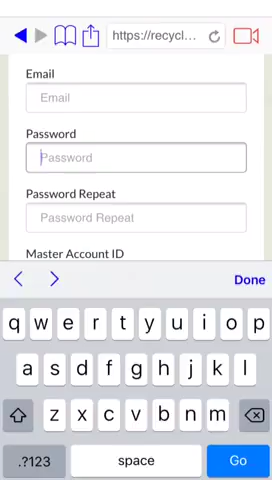 https://recycl...
Email
Email
Password
Password
Password Repeat
Password Repeat
Master Account ID
Done
q w e r t y u i o p
a s d f g h j k l
z x c v b n m
.?123 space Go